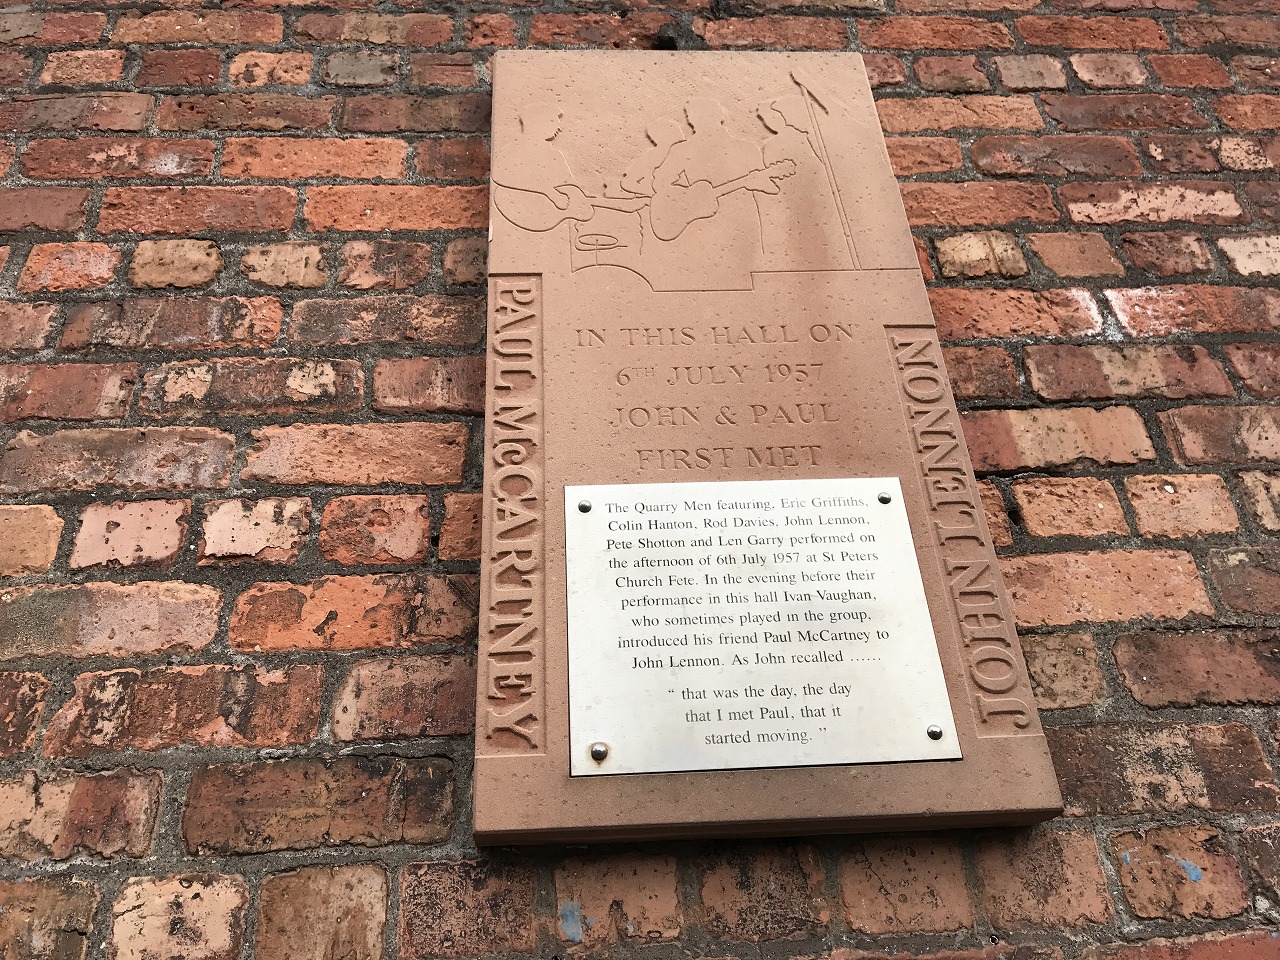 IN THIS HALL ON
6TH JULY 1957
JOHN & PAUL
FIRST MET
PAUL McCARTNEY
JOHN LENNON
The Quarry Men featuring, Eric Griffiths,
Colin Hanton, Rod Davies, John Lennon,
Pete Shotton and Len Garry performed on
the afternoon of 6th July 1957 at St Peters
Church Fete. In the evening before their
performance in this hall Ivan Vaughan,
who sometimes played in the group,
introduced his friend Paul McCartney to
John Lennon. As John recalled ......
“ that was the day, the day
that I met Paul, that it
started moving. ”